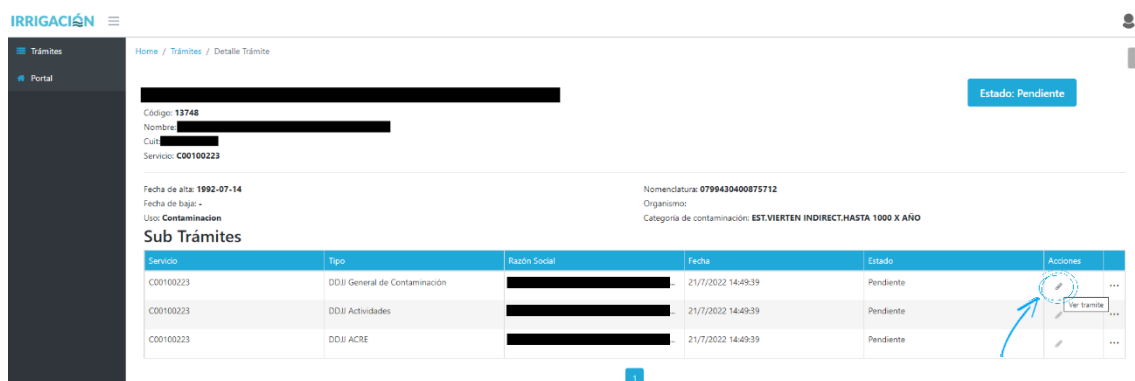 IRRIGACIÓN
Trámites
Portal
Home / Trámites / Detalle Trámite
Estado: Pendiente
Código: 13748
Nombre:
Cuit:
Servicio: C00100223
Fecha de alta: 1992-07-14
Fecha de baja: -
Uso: Contaminacion
Nomenclatura: 0799430400875712
Organismo:
Categoría de contaminación: EST.VIERTEN INDIRECT.HASTA 1000 X AÑO
Sub Trámites
Servicio Tipo Razón Social Fecha Estado Acciones
C00100223 DDJJ General de Contaminación ... 21/7/2022 14:49:39 Pendiente ...
Ver tramite
C00100223 DDJJ Actividades ... 21/7/2022 14:49:39 Pendiente ...
C00100223 DDJJ ACRE ... 21/7/2022 14:49:39 Pendiente ...
1